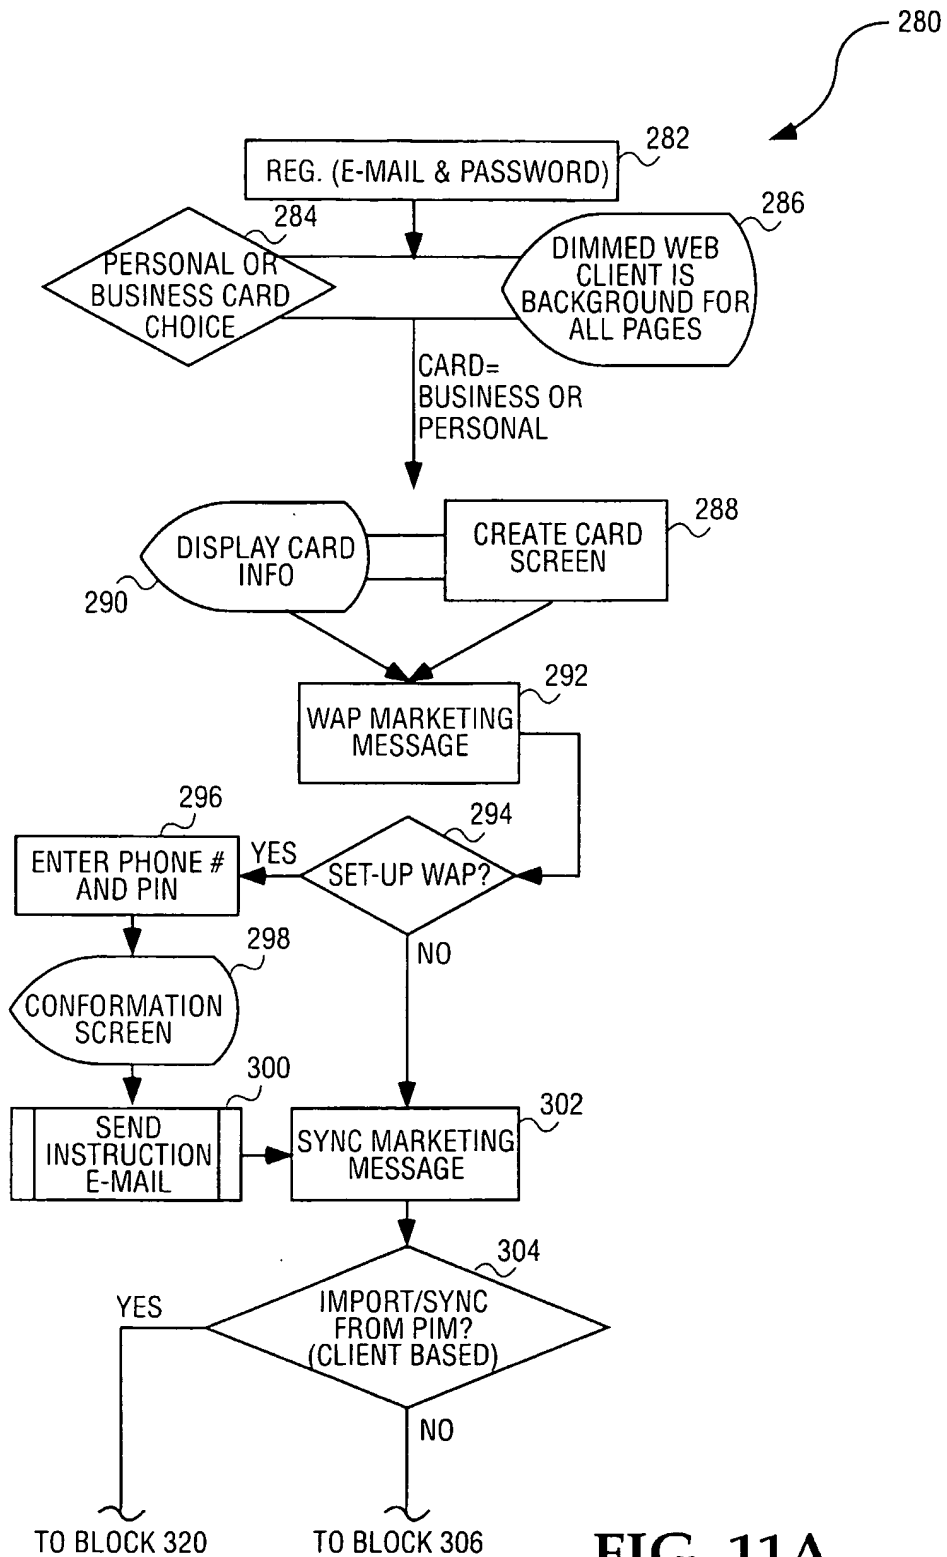 280
282
REG. (E-MAIL & PASSWORD)
284
286
PERSONAL OR
BUSINESS CARD
CHOICE
DIMMED WEB
CLIENT IS
BACKGROUND FOR
ALL PAGES
CARD=
BUSINESS OR
PERSONAL
288
DISPLAY CARD
INFO
CREATE CARD
SCREEN
290
292
WAP MARKETING
MESSAGE
296
294
ENTER PHONE #
AND PIN
YES
SET-UP WAP?
298
NO
CONFORMATION
SCREEN
300
302
SEND
INSTRUCTION
E-MAIL
SYNC MARKETING
MESSAGE
304
YES
IMPORT/SYNC
FROM PIM?
(CLIENT BASED)
NO
TO BLOCK 320
TO BLOCK 306
FIG. 11A